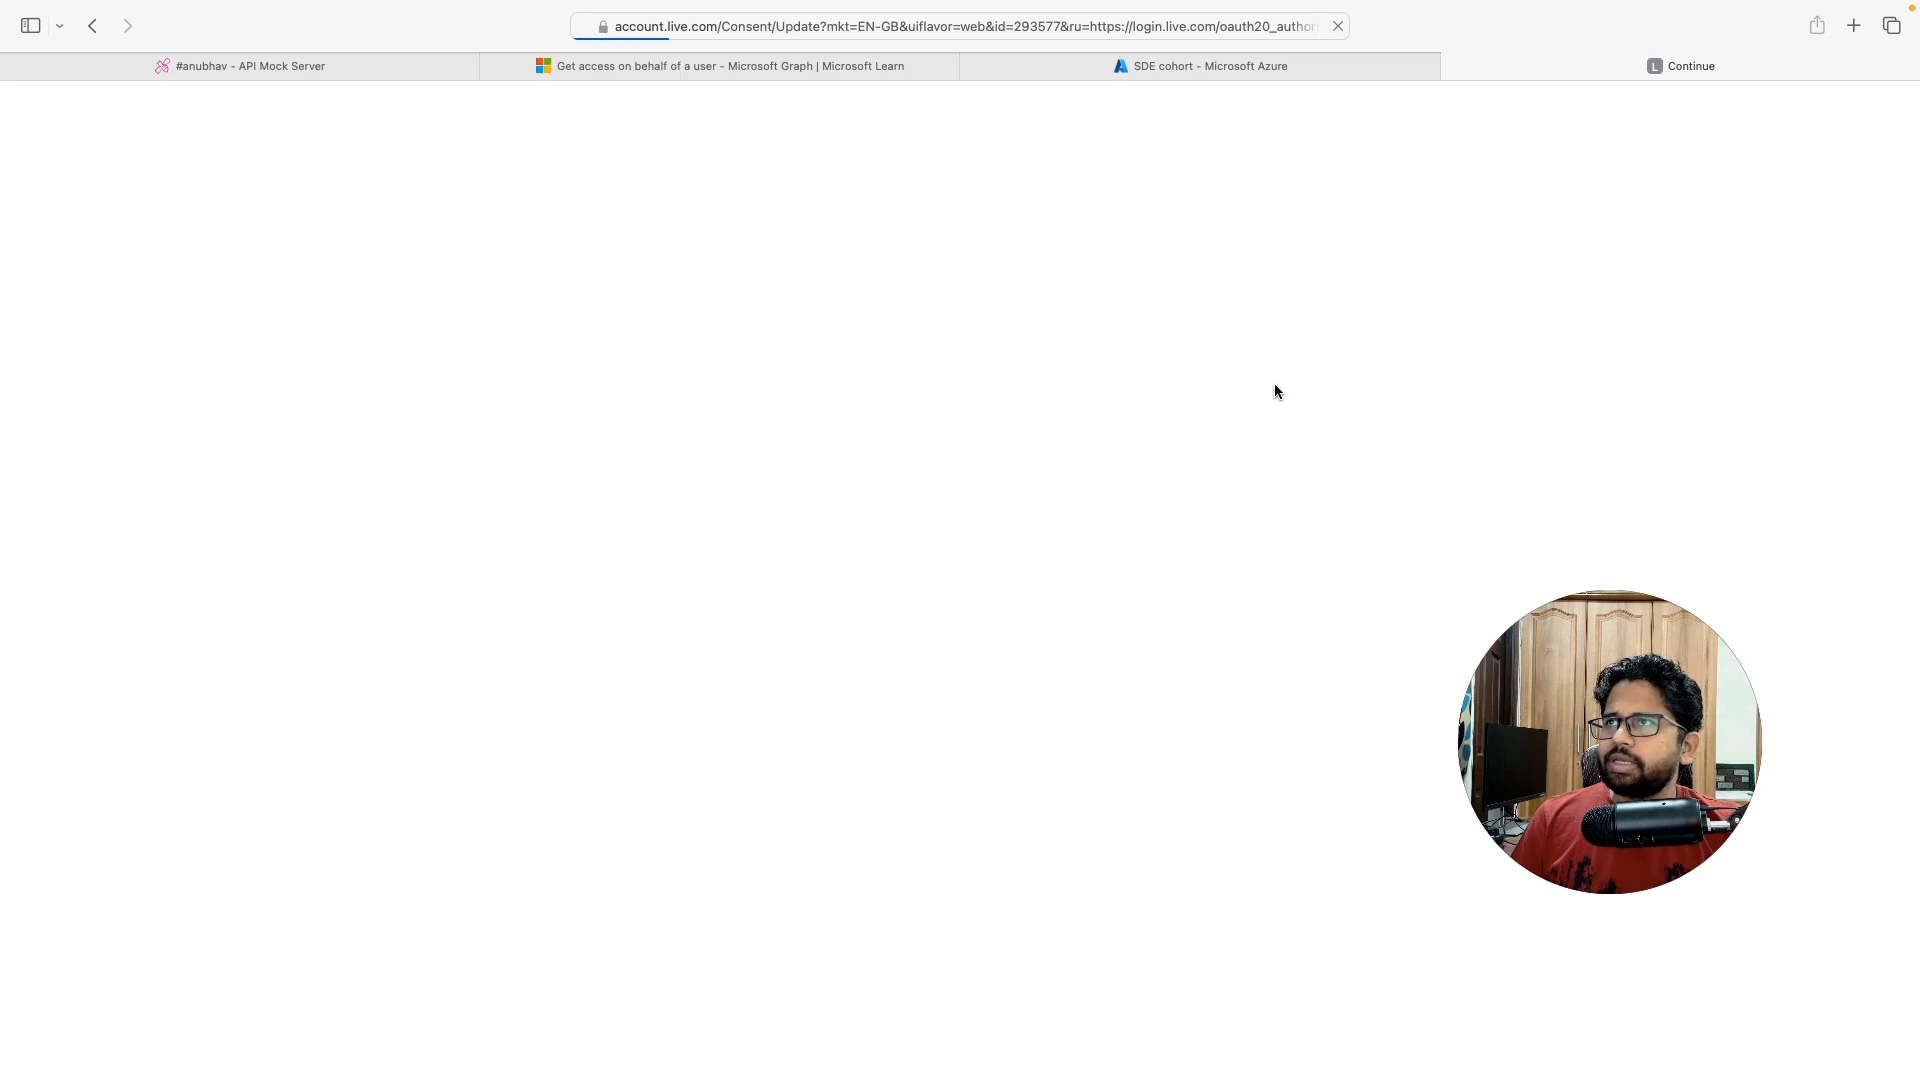 account.live.com/Consent/Update?mkt=EN-GB&uiflavor=web&id=293577&ru=https://login.live.com/oauth20_author
#anubhav - API Mock Server
Get access on behalf of a user - Microsoft Graph | Microsoft Learn
SDE cohort - Microsoft Azure
L Continue